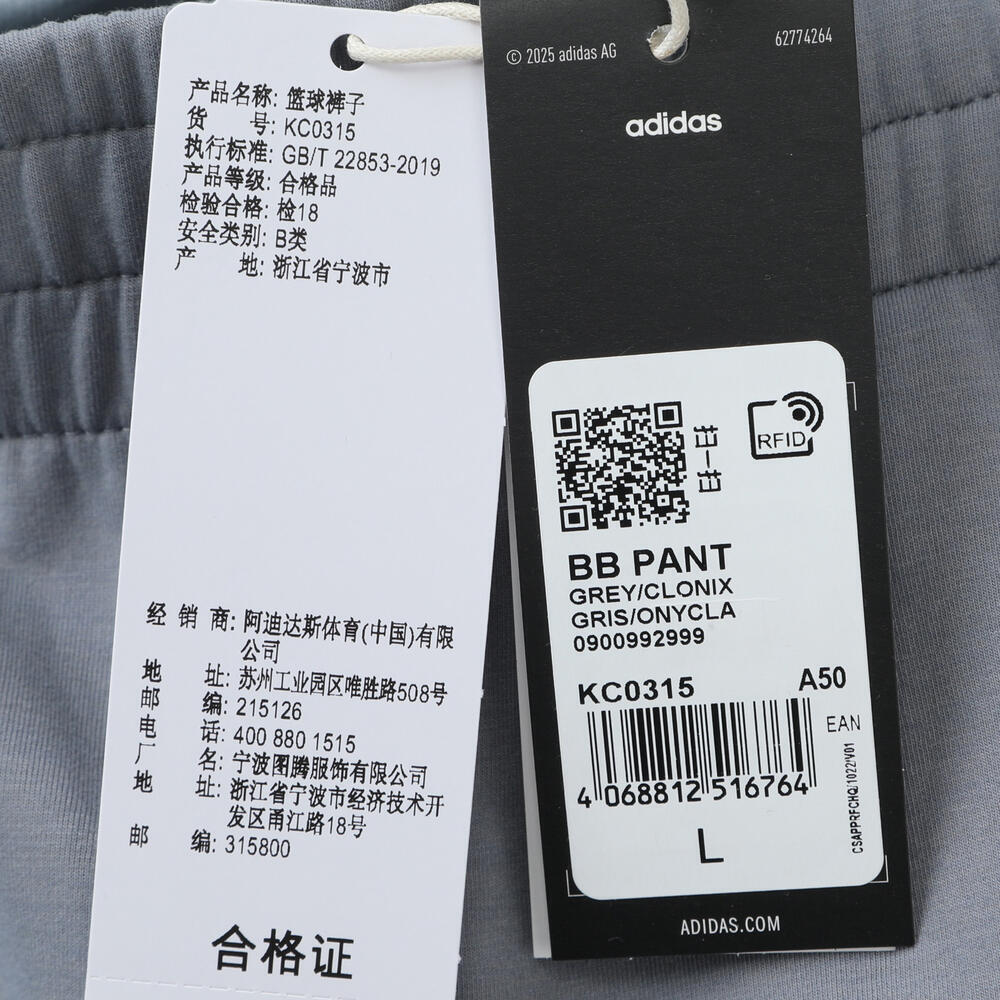 产品名称: 篮球裤子
货 号: KC0315
执行标准: GB/T 22853-2019
产品等级: 合格品
检验合格: 检18
安全类别: B类
产 地: 浙江省宁波市
经 销 商: 阿迪达斯体育(中国)有限
公司
地 址: 苏州工业园区唯胜路508号
邮 编: 215126
电 话: 400 880 1515
厂 名: 宁波图腾服饰有限公司
地 址: 浙江省宁波市经济技术开
发区甬江路18号
邮 编: 315800
合格证
© 2025 adidas AG
62774264
adidas
RFID
BB PANT
GREY/CLONIX
GRIS/ONYCLA
0900992999
KC0315 A50
EAN
4 068812 516764
CSAPPRFCHQ/1022/V01
L
ADIDAS.COM